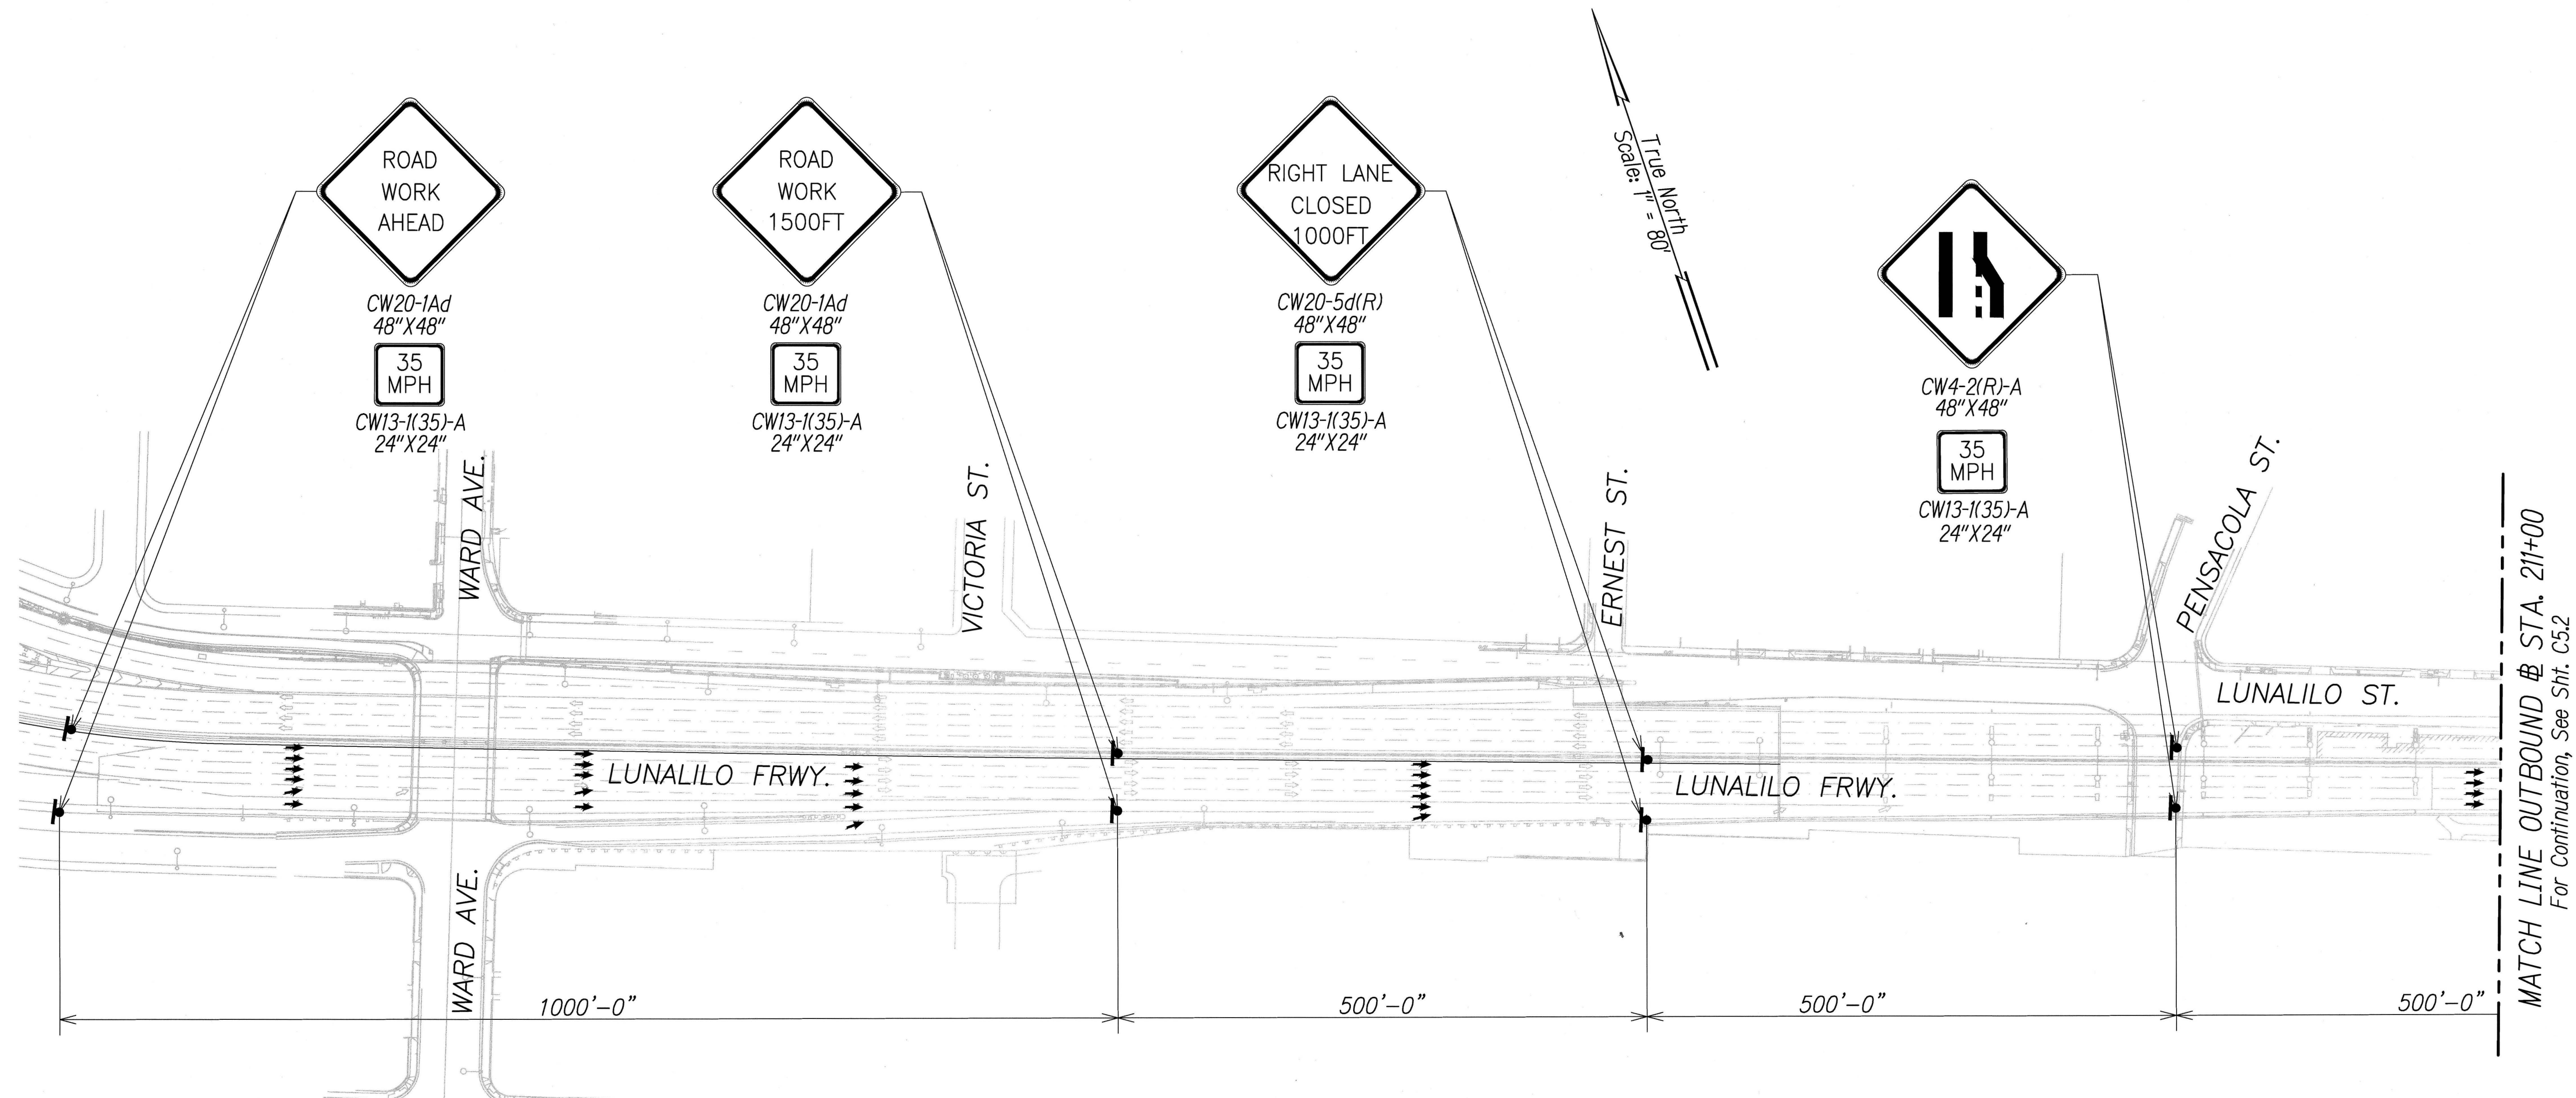 ROAD
WORK
AHEAD
CW20-1Ad
48"X48"
35
MPH
CW13-1(35)-A
24"X24"
ROAD
WORK
1500FT
CW20-1Ad
48"X48"
35
MPH
CW13-1(35)-A
24"X24"
RIGHT LANE
CLOSED
1000FT
CW20-5d(R)
48"X48"
35
MPH
CW13-1(35)-A
24"X24"
True North
Scale: 1" = 80'
CW4-2(R)-A
48"X48"
35
MPH
CW13-1(35)-A
24"X24"
WARD AVE.
VICTORIA ST.
ERNEST ST.
PENSACOLA ST.
LUNALILO ST.
LUNALILO FRWY.
LUNALILO FRWY.
WARD AVE.
1000'-0"
500'-0"
500'-0"
500'-0"
MATCH LINE OUTBOUND ℄ STA. 211+00
For Continuation, See Sht. C5.2